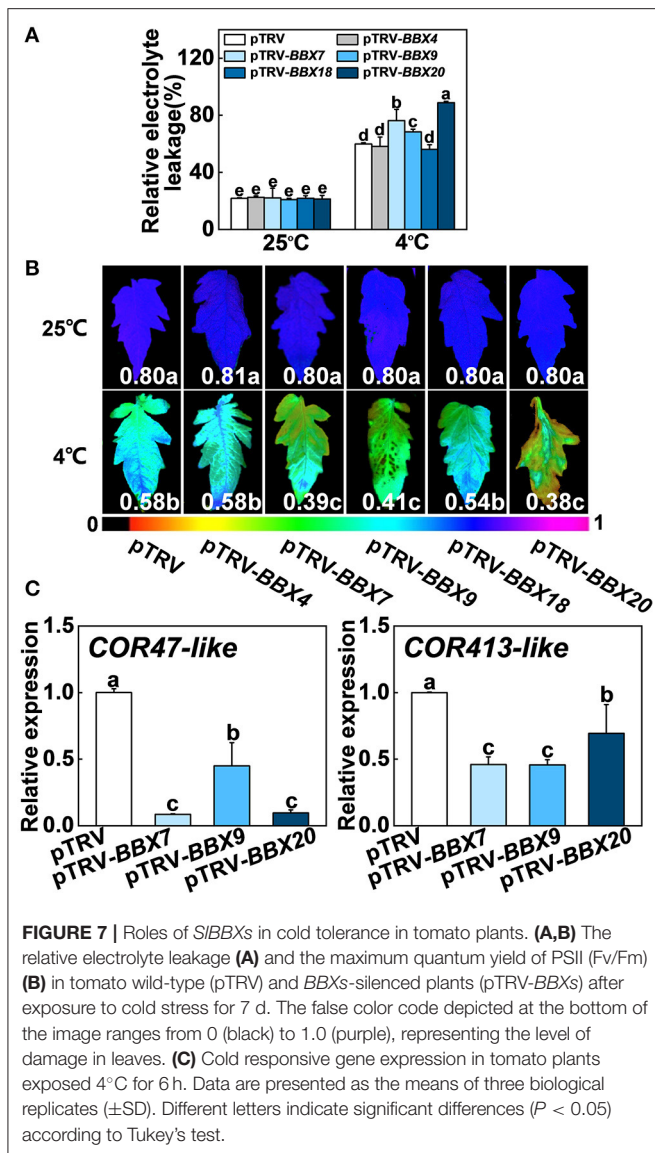 A
pTRV pTRV-BBX4
pTRV-BBX7 pTRV-BBX9
pTRV-BBX18 pTRV-BBX20
Relative electrolyte
leakage(%)
120
80
40
0
e e e e e e
d d b c d a
25°C 4°C
B
25℃
0.80a 0.81a 0.80a 0.80a 0.80a 0.80a
4℃
0.58b 0.58b 0.39c 0.41c 0.54b 0.38c
0 1
pTRV pTRV-BBX4 pTRV-BBX7 pTRV-BBX9 pTRV-BBX18 pTRV-BBX20
C
Relative expression
1.5
1.0
0.5
0.0
COR47-like
a c b c
pTRV pTRV-BBX7 pTRV-BBX9 pTRV-BBX20
Relative expression
1.5
1.0
0.5
0.0
COR413-like
a c c b
pTRV pTRV-BBX7 pTRV-BBX9 pTRV-BBX20
FIGURE 7 | Roles of SlBBXs in cold tolerance in tomato plants. (A,B) The
relative electrolyte leakage (A) and the maximum quantum yield of PSII (Fv/Fm)
(B) in tomato wild-type (pTRV) and BBXs-silenced plants (pTRV-BBXs) after
exposure to cold stress for 7 d. The false color code depicted at the bottom of
the image ranges from 0 (black) to 1.0 (purple), representing the level of
damage in leaves. (C) Cold responsive gene expression in tomato plants
exposed 4°C for 6 h. Data are presented as the means of three biological
replicates (±SD). Different letters indicate significant differences (P < 0.05)
according to Tukey's test.